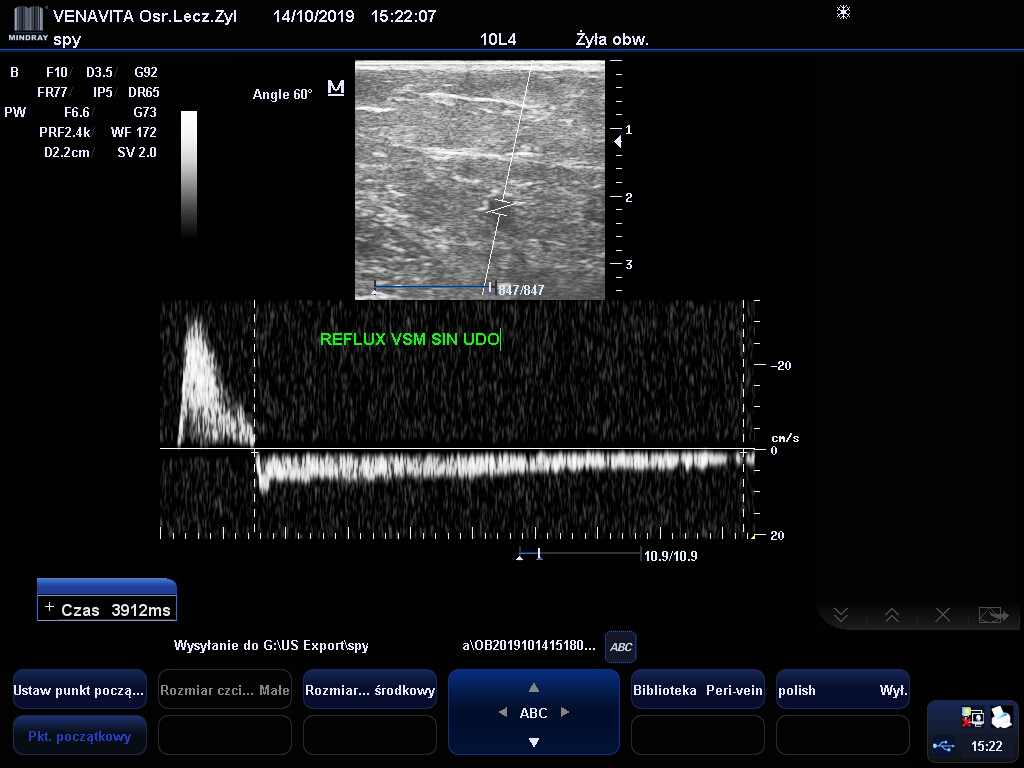 VENAVITA Osr.Lecz.Zyl 14/10/2019 15:22:07
MINDRAY spy 10L4 Żyła obw.
B F10/ D3.5/ G92
FR77/ IP5/ DR65
PW F6.6/ G73
PRF2.4k/ WF 172
D2.2cm/ SV 2.0
Angle 60° M
1
2
3
847/847
REFLUX VSM SIN UDO
-20
cm/s
0
20
10.9/10.9
+ Czas 3912ms
Wysyłanie do G:\US Export\spy a\OB2019101415180... ABC
Ustaw punkt począ... Rozmiar czci... Małe Rozmiar... środkowy ABC Biblioteka Peri-vein polish Wył.
Pkt. początkowy
15:22